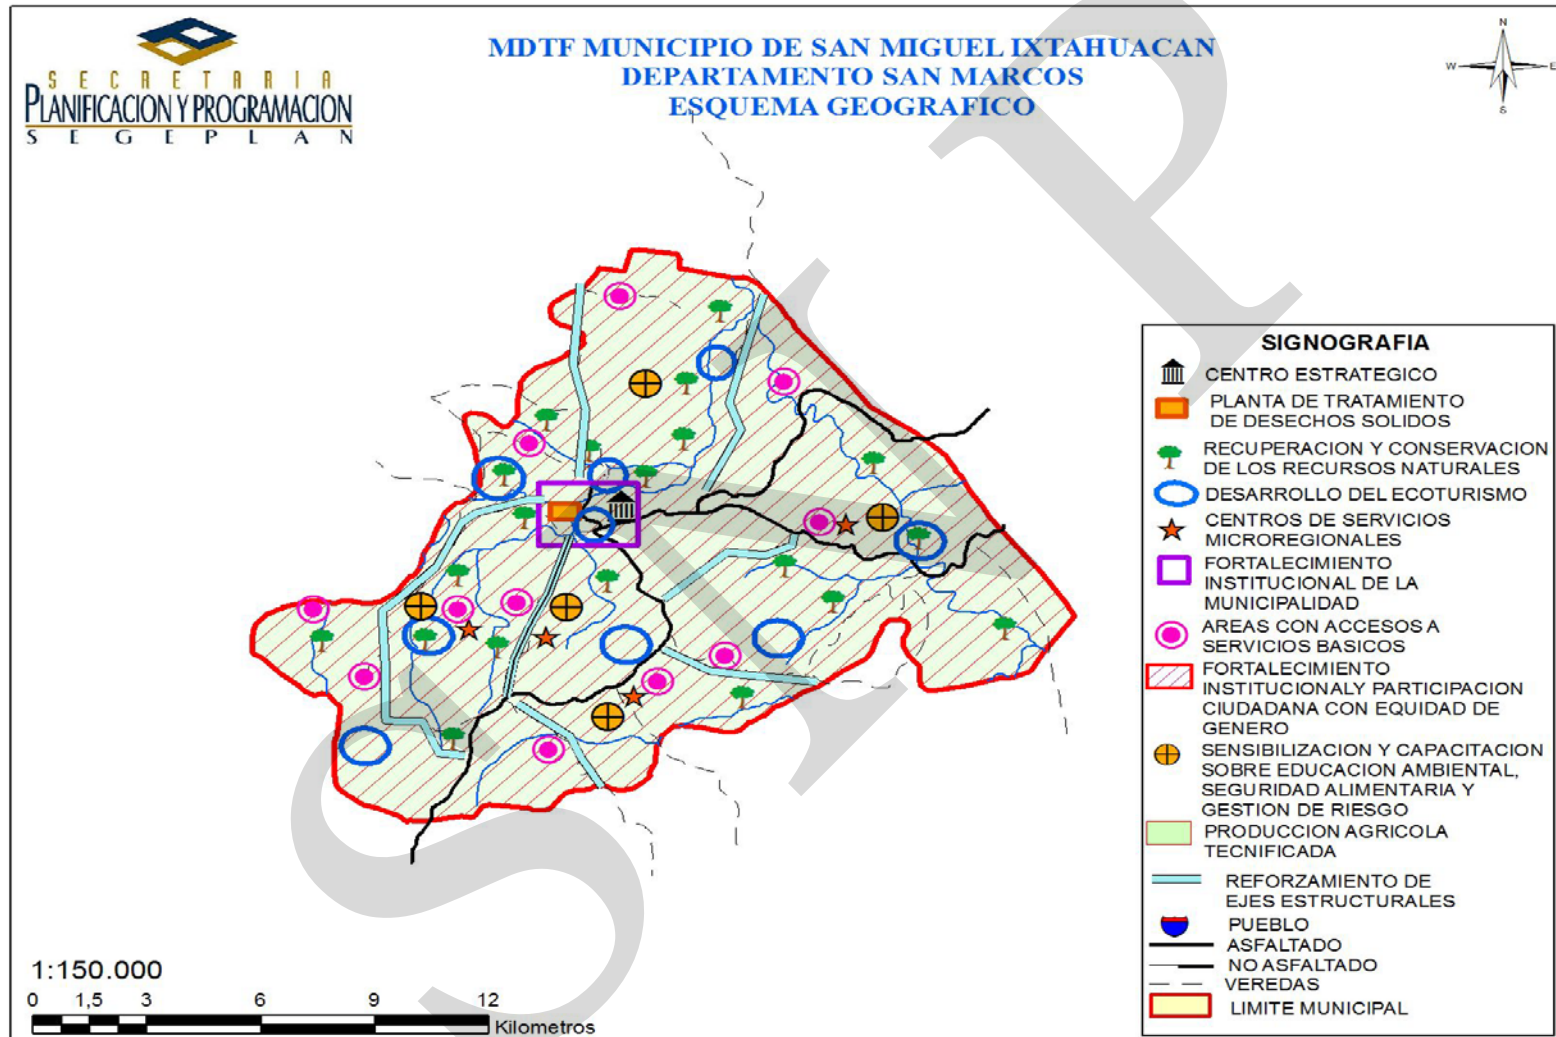 SECRETARIA
PLANIFICACION Y PROGRAMACION
SEGEPLAN
MDTF MUNICIPIO DE SAN MIGUEL IXTAHUACAN
DEPARTAMENTO SAN MARCOS
ESQUEMA GEOGRAFICO
N
W
E
S
SINIP
SIGNOGRAFIA
CENTRO ESTRATEGICO
PLANTA DE TRATAMIENTO
DE DESECHOS SOLIDOS
RECUPERACION Y CONSERVACION
DE LOS RECURSOS NATURALES
DESARROLLO DEL ECOTURISMO
CENTROS DE SERVICIOS
MICROREGIONALES
FORTALECIMIENTO
INSTITUCIONAL DE LA
MUNICIPALIDAD
AREAS CON ACCESOS A
SERVICIOS BASICOS
FORTALECIMIENTO
INSTITUCIONALY PARTICIPACION
CIUDADANA CON EQUIDAD DE
GENERO
SENSIBILIZACION Y CAPACITACION
SOBRE EDUCACION AMBIENTAL,
SEGURIDAD ALIMENTARIA Y
GESTION DE RIESGO
PRODUCCION AGRICOLA
TECNIFICADA
REFORZAMIENTO DE
EJES ESTRUCTURALES
PUEBLO
ASFALTADO
NO ASFALTADO
VEREDAS
LIMITE MUNICIPAL
1:150.000
0 1,5 3 6 9 12
Kilometros